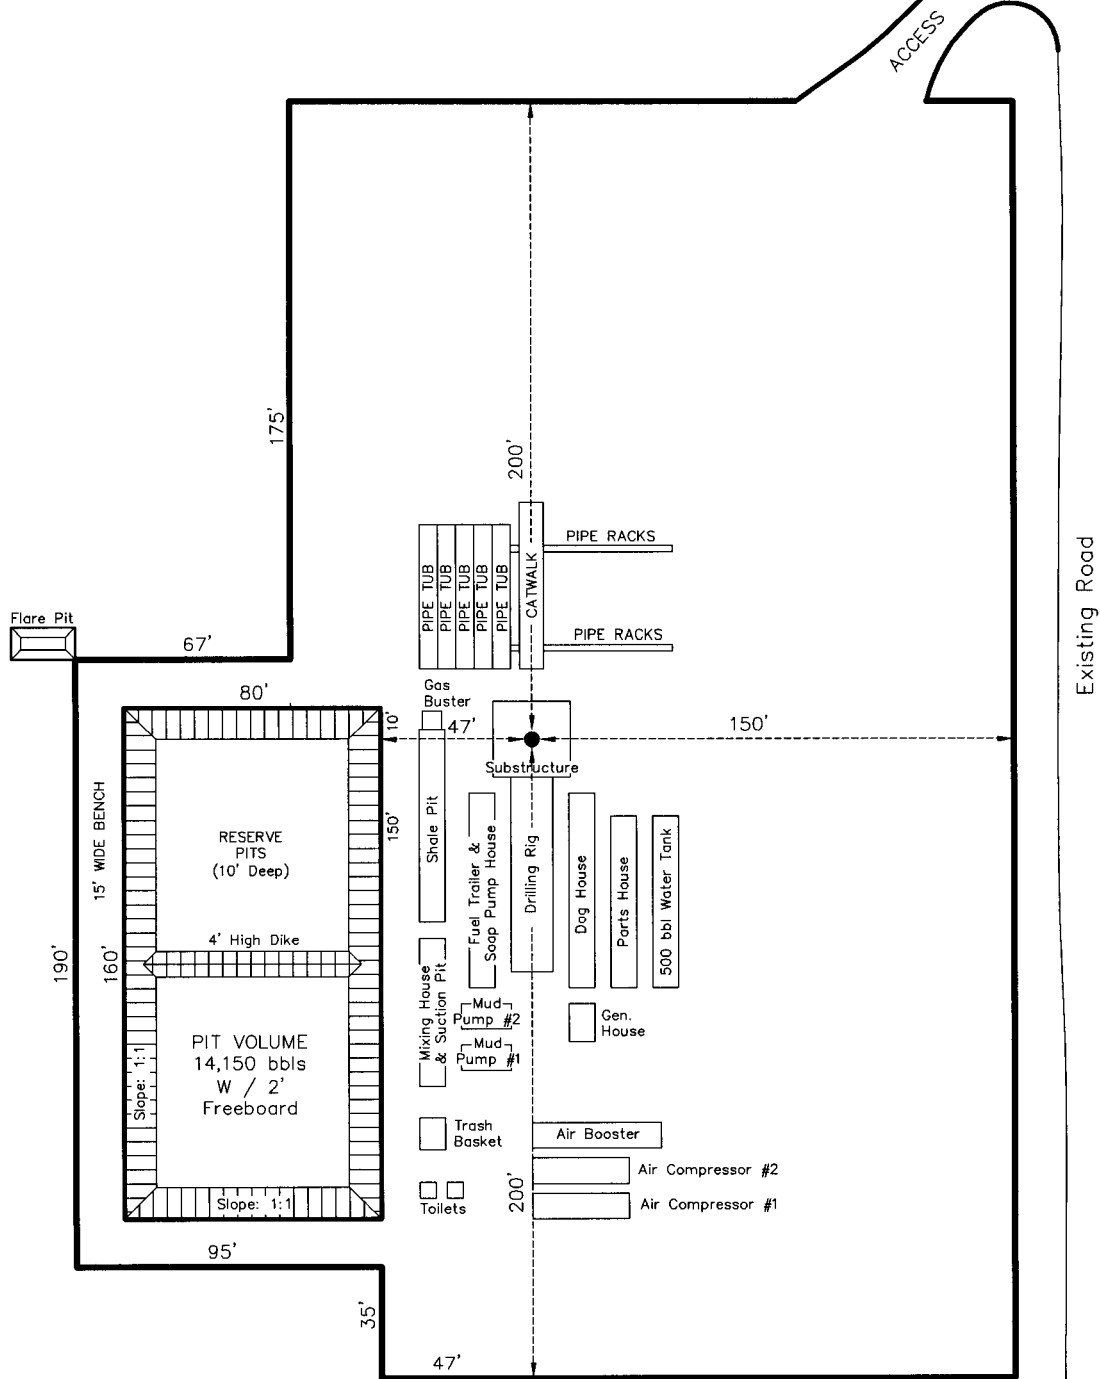 ACCESS
175'
200'
PIPE RACKS
PIPE TUB
PIPE TUB
PIPE TUB
PIPE TUB
PIPE TUB
CATWALK
Existing Road
Flare Pit
PIPE RACKS
67'
80'
Gas
Buster
10'
47'
150'
Substructure
15' WIDE BENCH
RESERVE
PITS
(10' Deep)
150'
Shale Pit
Fuel Trailer &
Soap Pump House
Drilling Rig
Dog House
Parts House
500 bbl Water Tank
190'
160'
4' High Dike
Mixing House
& Suction Pit
Mud
Pump #2
Gen.
House
PIT VOLUME
14,150 bbls
W / 2'
Freeboard
Mud
Pump #1
Slope: 1:1
Trash
Basket
Air Booster
Air Compressor #2
200'
Slope: 1:1
Toilets
Air Compressor #1
95'
35'
47'